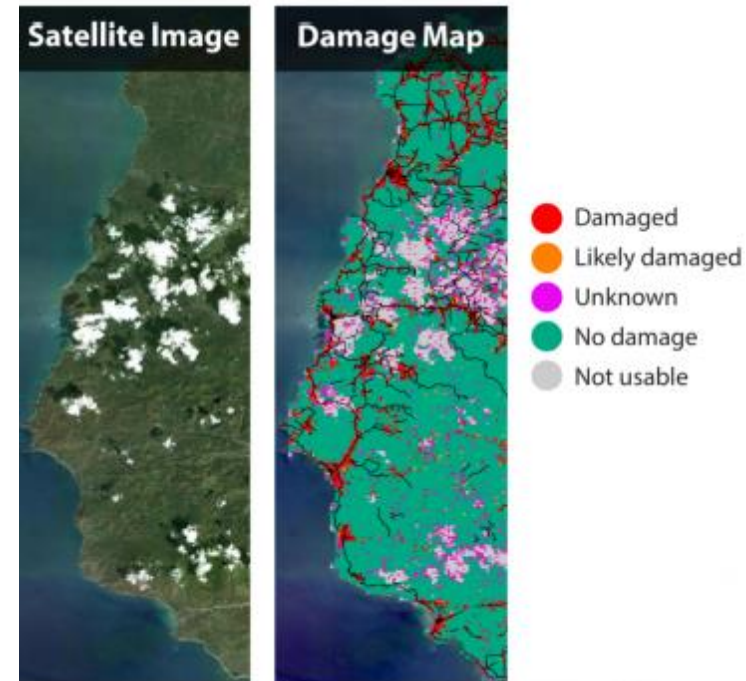 Satellite Image
Damage Map
Damaged
Likely damaged
Unknown
No damage
Not usable